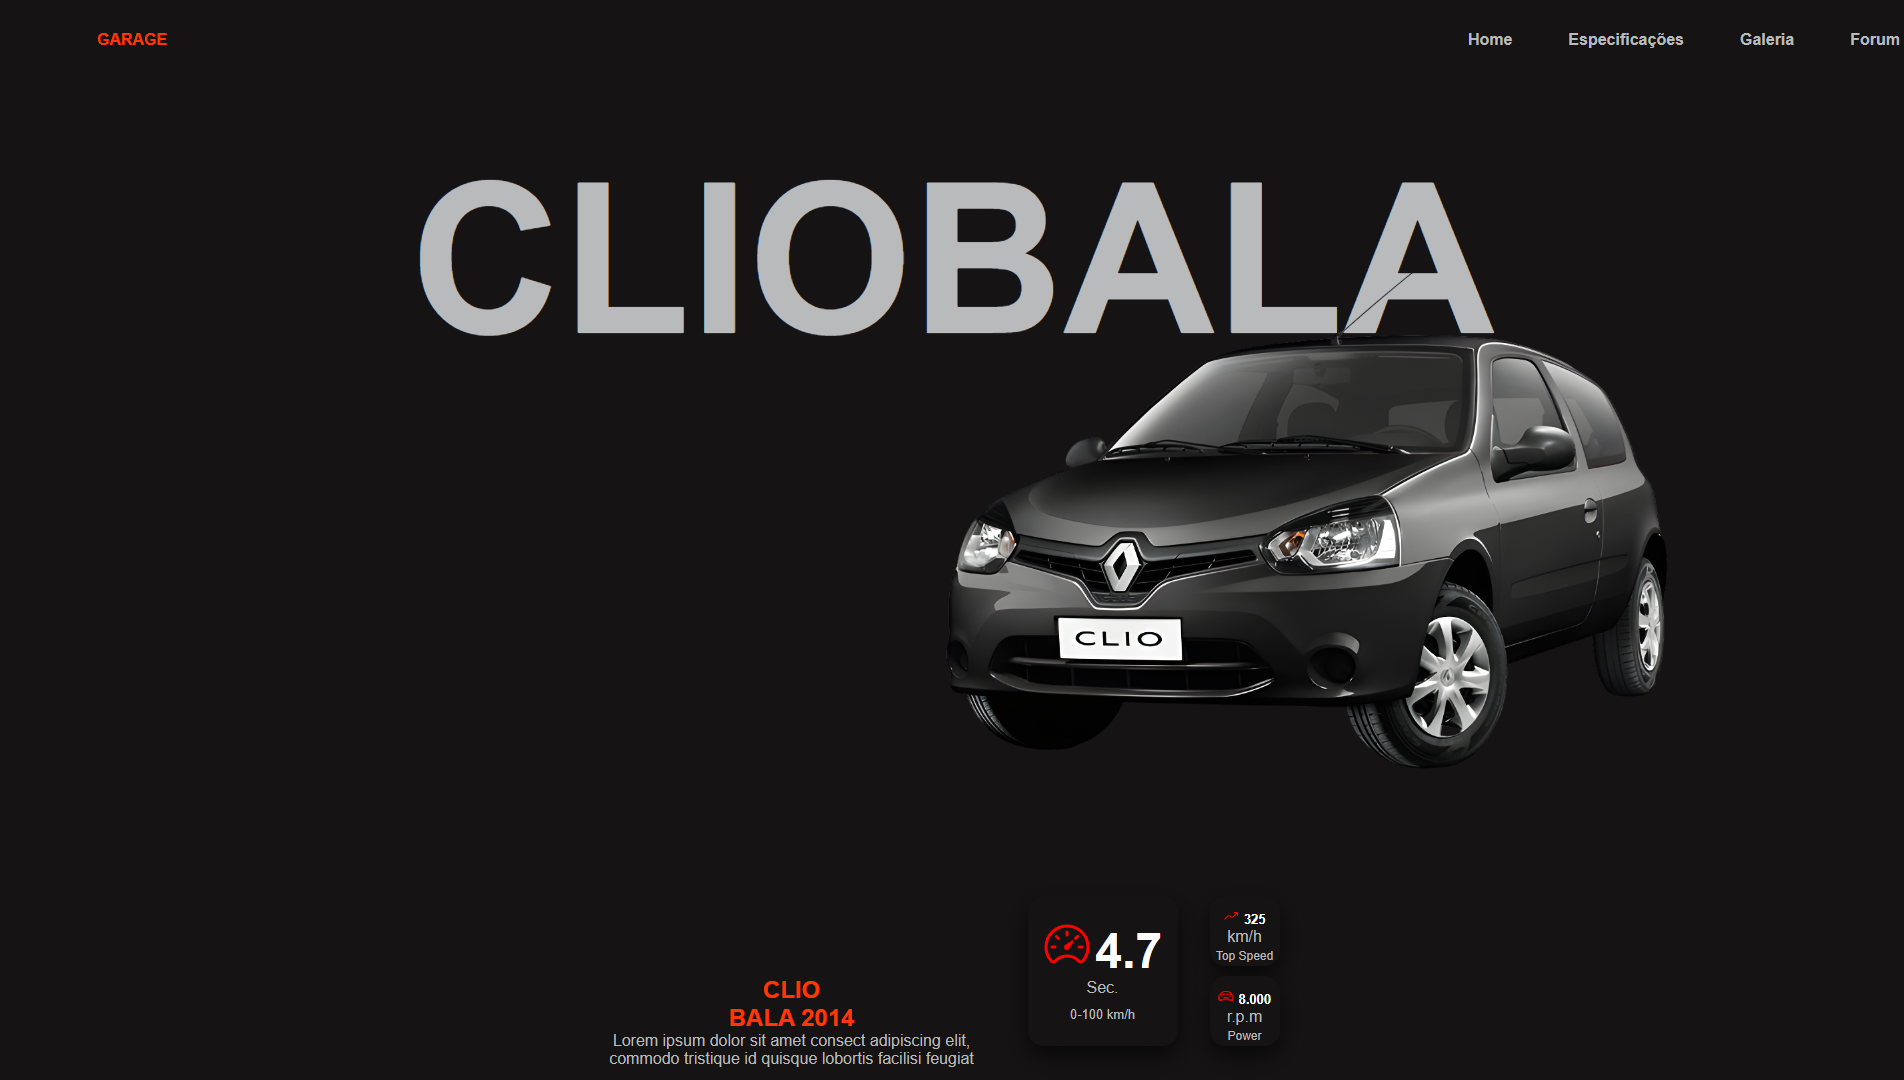 GARAGE
Home
Especificações
Galeria
Forum
CLIOBALA
CLIO
4.7
Sec.
0-100 km/h
325
km/h
Top Speed
8.000
r.p.m
Power
CLIO
BALA 2014
Lorem ipsum dolor sit amet consect adipiscing elit,
commodo tristique id quisque lobortis facilisi feugiat